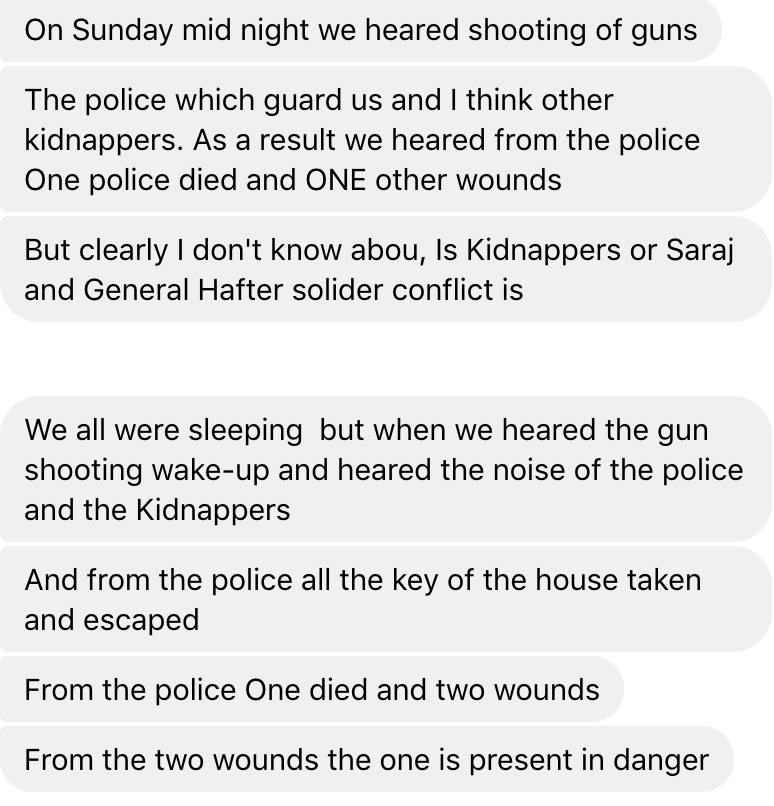 On Sunday mid night we heared shooting of guns
The police which guard us and I think other
kidnappers. As a result we heared from the police
One police died and ONE other wounds
But clearly I don't know abou, Is Kidnappers or Saraj
and General Hafter solider conflict is
We all were sleeping  but when we heared the gun
shooting wake-up and heared the noise of the police
and the Kidnappers
And from the police all the key of the house taken
and escaped
From the police One died and two wounds
From the two wounds the one is present in danger